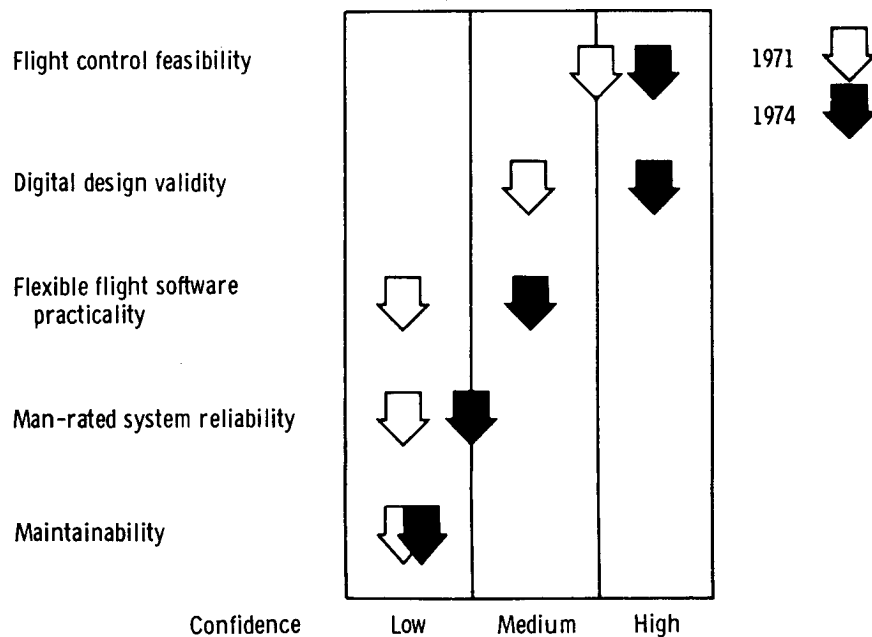 Flight control feasibility
1971
1974
Digital design validity
Flexible flight software
practicality
Man-rated system reliability
Maintainability
Confidence Low Medium High